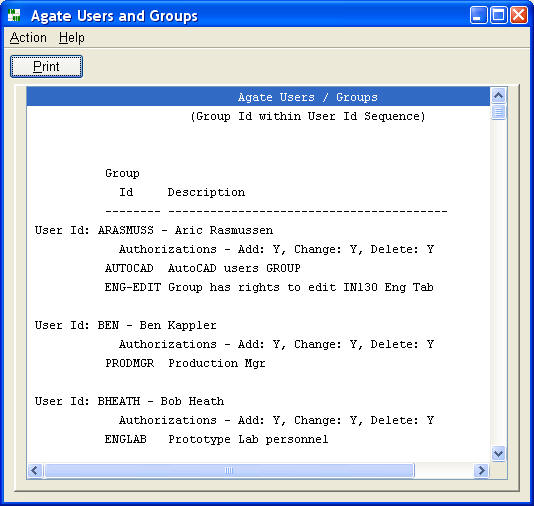 Agate Users and Groups
Action Help
Print
Agate Users / Groups
(Group Id within User Id Sequence)
Group
Id Description
-------- ----------------------------------------
User Id: ARASMUSS - Aric Rasmussen
Authorizations - Add: Y, Change: Y, Delete: Y
AUTOCAD AutoCAD users GROUP
ENG-EDIT Group has rights to edit IN130 Eng Tab
User Id: BEN - Ben Kappler
Authorizations - Add: Y, Change: Y, Delete: Y
PRODMGR Production Mgr
User Id: BHEATH - Bob Heath
Authorizations - Add: Y, Change: Y, Delete: Y
ENGLAB Prototype Lab personnel